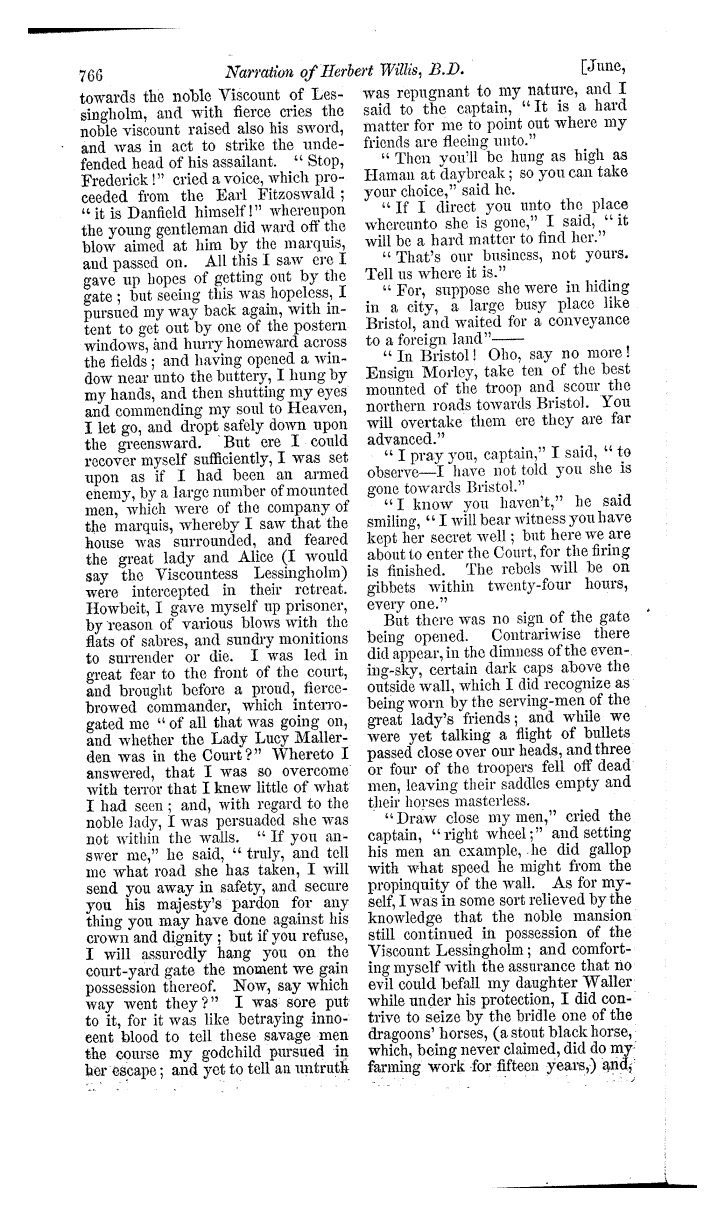 766 Narration of Herbert Willis, B.D. [June,
towards the noble Viscount of Les-
singholm, and with fierce cries the
noble viscount raised also his sword,
and was in act to strike the unde-
fended head of his assailant. “ Stop,
Frederick !” cried a voice, which pro-
ceeded from the Earl Fitzoswald ;
“ it is Danfield himself !” whereupon
the young gentleman did ward off the
blow aimed at him by the marquis,
and passed on. All this I saw ere I
gave up hopes of getting out by the
gate ; but seeing this was hopeless, I
pursued my way back again, with in-
tent to get out by one of the postern
windows, and hurry homeward across
the fields ; and having opened a win-
dow near unto the buttery, I hung by
my hands, and then shutting my eyes
and commending my soul to Heaven,
I let go, and dropt safely down upon
the greensward. But ere I could
recover myself sufficiently, I was set
upon as if I had been an armed
enemy, by a large number of mounted
men, which were of the company of
the marquis, whereby I saw that the
house was surrounded, and feared
the great lady and Alice (I would
say the Viscountess Lessingholm)
were intercepted in their retreat.
Howbeit, I gave myself up prisoner,
by reason of various blows with the
flats of sabres, and sundry monitions
to surrender or die. I was led in
great fear to the front of the court,
and brought before a proud, fierce-
browed commander, which interro-
gated me “ of all that was going on,
and whether the Lady Lucy Maller-
den was in the Court ?” Whereto I
answered, that I was so overcome
with terror that I knew little of what
I had seen ; and, with regard to the
noble lady, I was persuaded she was
not within the walls. “ If you an-
swer me,” he said, “ truly, and tell
me what road she has taken, I will
send you away in safety, and secure
you his majesty's pardon for any
thing you may have done against his
crown and dignity ; but if you refuse,
I will assuredly hang you on the
court-yard gate the moment we gain
possession thereof. Now, say which
way went they ?” I was sore put
to it, for it was like betraying inno-
cent blood to tell these savage men
the course my godchild pursued in
her escape ; and yet to tell an untruth
was repugnant to my nature, and I
said to the captain, “ It is a hard
matter for me to point out where my
friends are fleeing unto.”
“ Then you'll be hung as high as
Haman at daybreak ; so you can take
your choice,” said he.
“ If I direct you unto the place
whereunto she is gone,” I said, “ it
will be a hard matter to find her.”
“ That's our business, not yours.
Tell us where it is.”
“ For, suppose she were in hiding
in a city, a large busy place like
Bristol, and waited for a conveyance
to a foreign land”——
“ In Bristol ! Oho, say no more !
Ensign Morley, take ten of the best
mounted of the troop and scour the
northern roads towards Bristol. You
will overtake them ere they are far
advanced.”
“ I pray you, captain,” I said, “ to
observe—I have not told you she is
gone towards Bristol.”
“ I know you haven't,” he said
smiling, “ I will bear witness you have
kept her secret well ; but here we are
about to enter the Court, for the firing
is finished. The rebels will be on
gibbets within twenty-four hours,
every one.”
But there was no sign of the gate
being opened. Contrariwise there
did appear, in the dimness of the even-
ing-sky, certain dark caps above the
outside wall, which I did recognize as
being worn by the serving-men of the
great lady's friends ; and while we
were yet talking a flight of bullets
passed close over our heads, and three
or four of the troopers fell off dead
men, leaving their saddles empty and
their horses masterless.
“ Draw close my men,” cried the
captain, “ right wheel ;” and setting
his men an example, he did gallop
with what speed he might from the
propinquity of the wall. As for my-
self, I was in some sort relieved by the
knowledge that the noble mansion
still continued in possession of the
Viscount Lessingholm ; and comfort-
ing myself with the assurance that no
evil could befall my daughter Waller
while under his protection, I did con-
trive to seize by the bridle one of the
dragoons' horses, (a stout black horse,
which, being never claimed, did do my
farming work for fifteen years,) and,